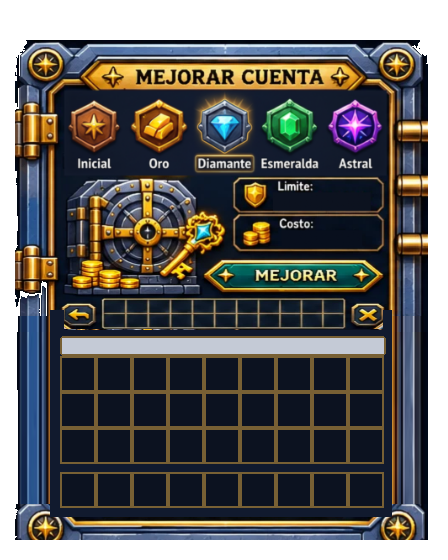 MEJORAR CUENTA
Inicial Oro Diamante Esmeralda Astral
Limite:
Costo:
MEJORAR